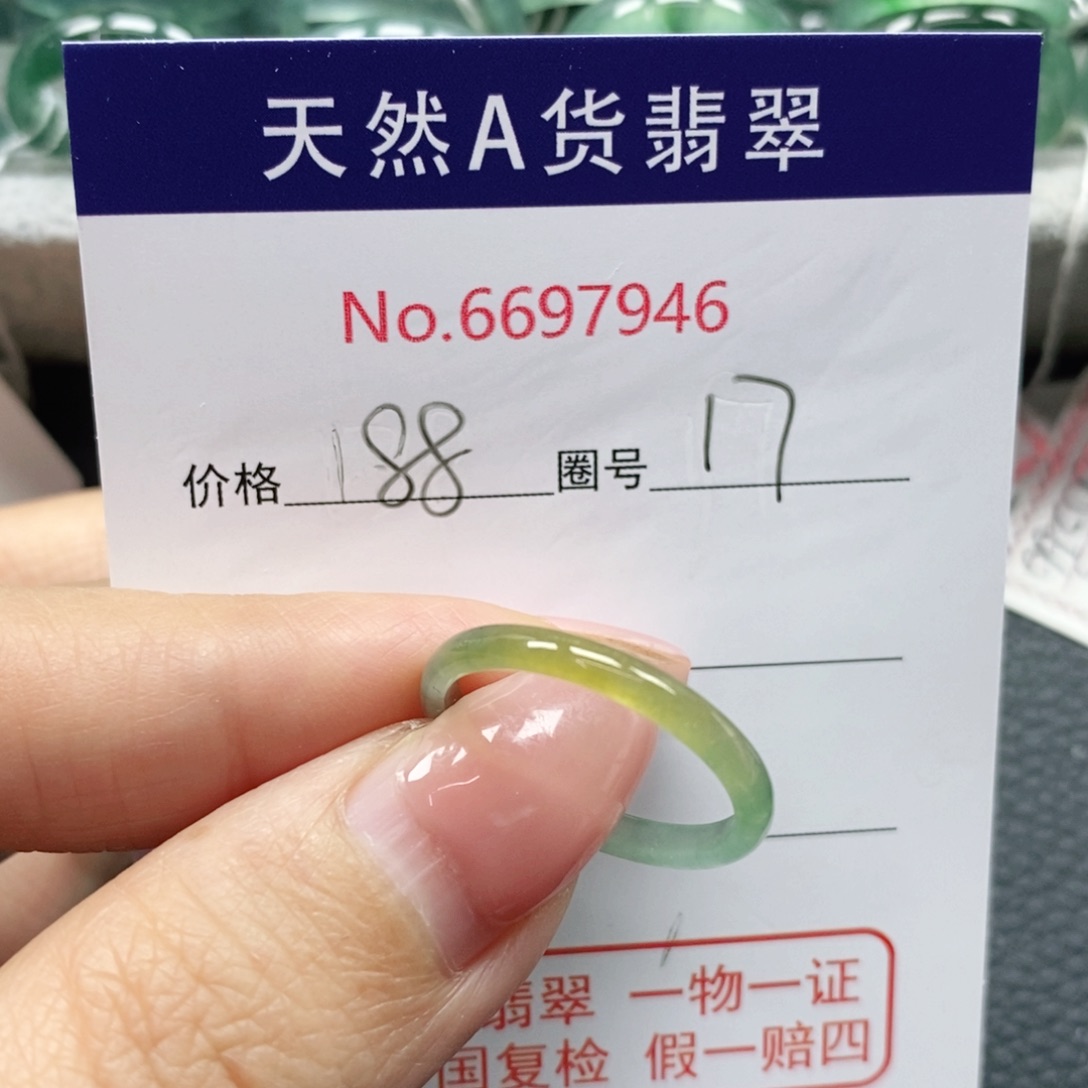 天然A货翡翠
No.6697946
价格 188 圈号 17
翡翠 一物一证
国复检 假一赔四